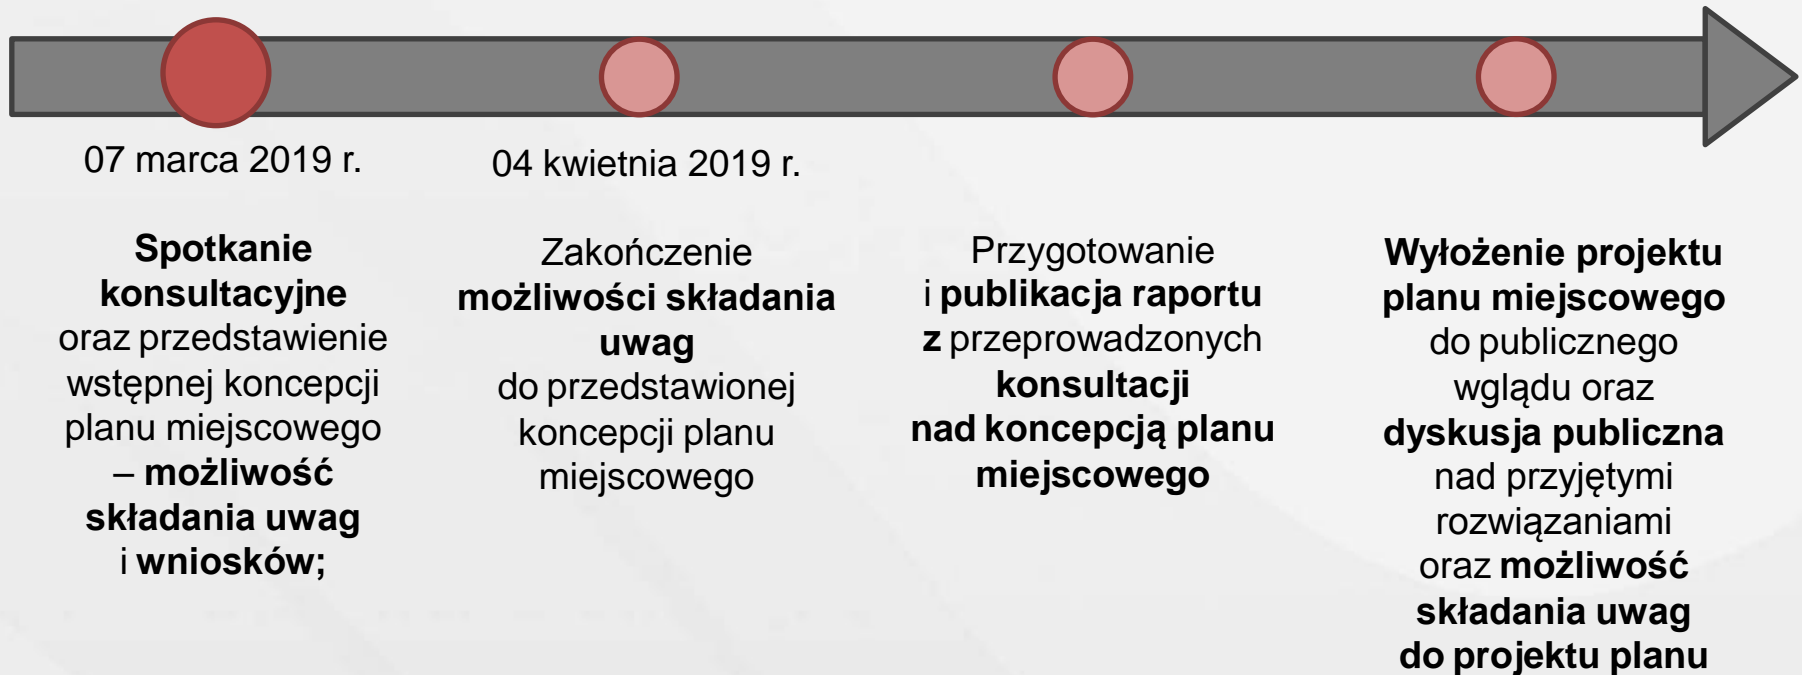 07 marca 2019 r.
Spotkanie
konsultacyjne
oraz przedstawienie
wstępnej koncepcji
planu miejscowego
– możliwość
składania uwag
i wniosków;
04 kwietnia 2019 r.
Zakończenie
możliwości składania
uwag
do przedstawionej
koncepcji planu
miejscowego
Przygotowanie
i publikacja raportu
z przeprowadzonych
konsultacji
nad koncepcją planu
miejscowego
Wyłożenie projektu
planu miejscowego
do publicznego
wglądu oraz
dyskusja publiczna
nad przyjętymi
rozwiązaniami
oraz możliwość
składania uwag
do projektu planu